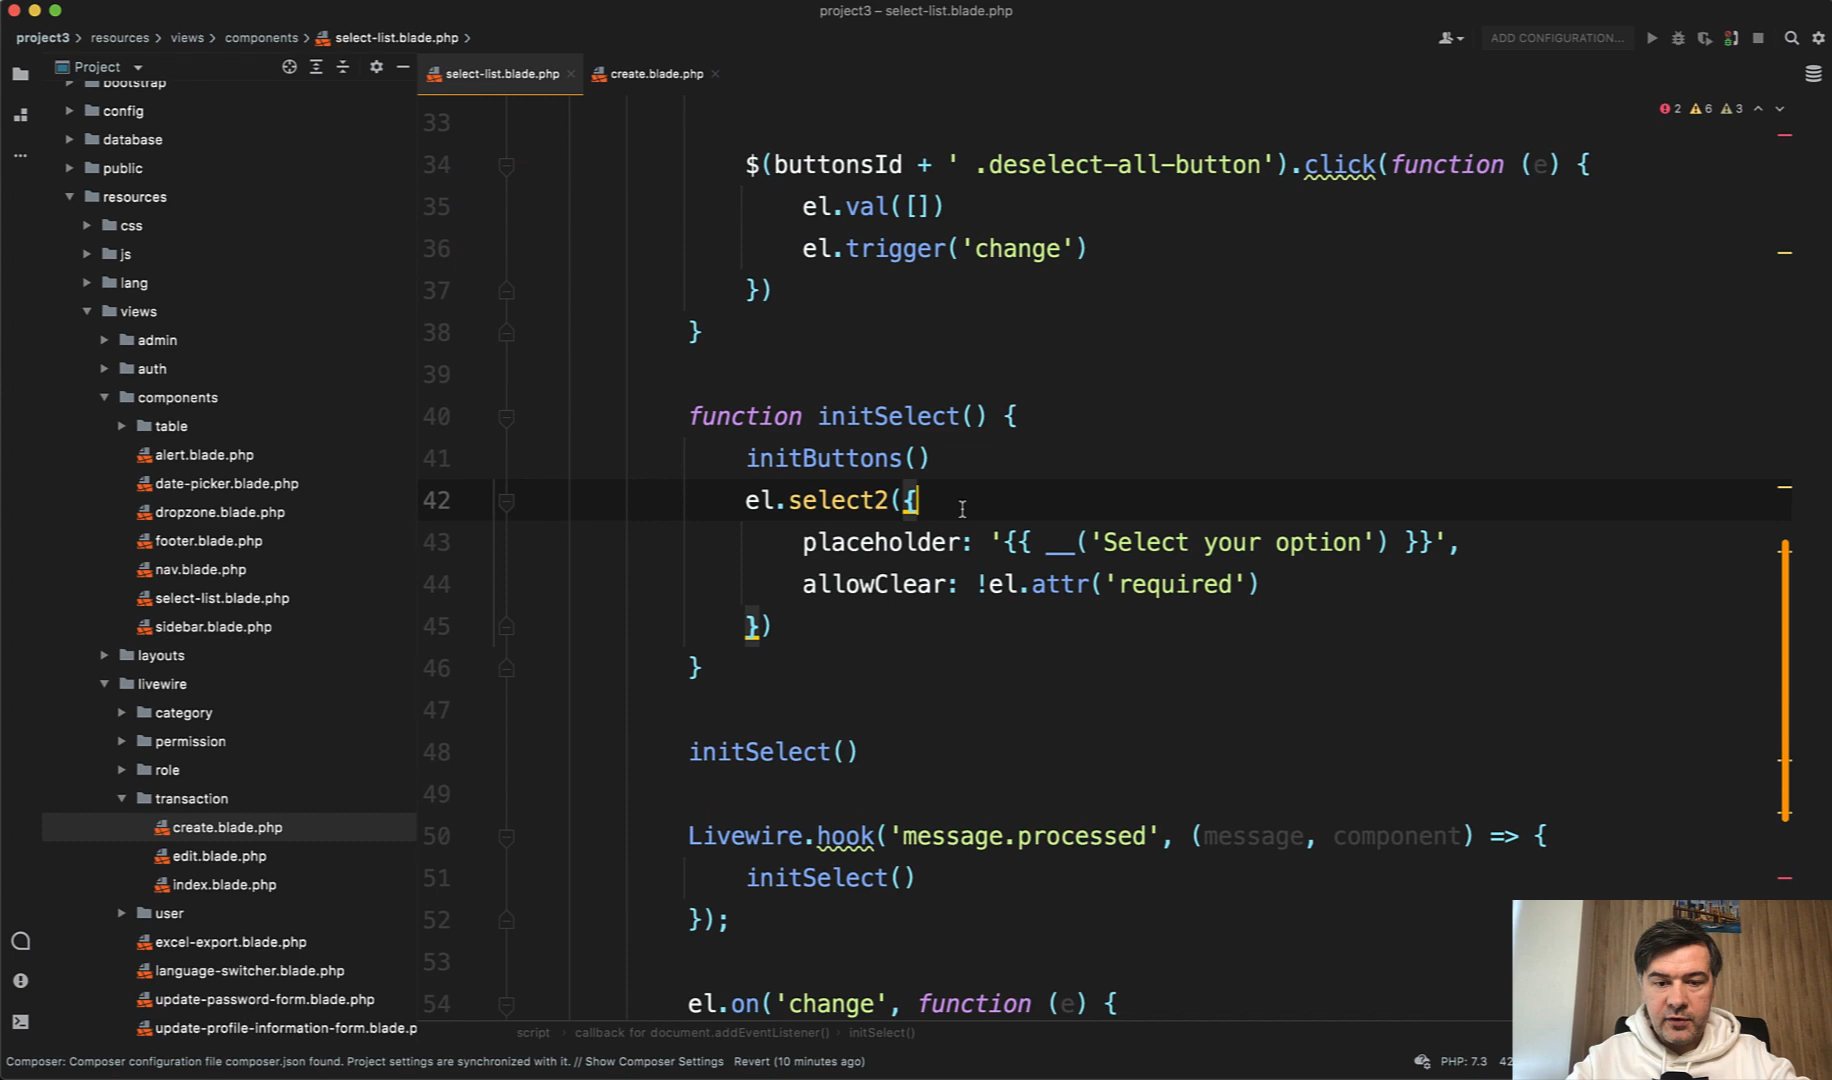 project3 – select-list.blade.php
project3 resources views components select-list.blade.php
ADD CONFIGURATION...
Project
select-list.blade.php
create.blade.php
2 6 3
bootstrap
config
database
public
resources
css
js
lang
views
admin
auth
components
table
alert.blade.php
date-picker.blade.php
dropzone.blade.php
footer.blade.php
nav.blade.php
select-list.blade.php
sidebar.blade.php
layouts
livewire
category
permission
role
transaction
create.blade.php
edit.blade.php
index.blade.php
user
excel-export.blade.php
language-switcher.blade.php
update-password-form.blade.php
update-profile-information-form.blade.p
33
34 $(buttonsId + ' .deselect-all-button').click(function (e) {
35 el.val([])
36 el.trigger('change')
37 })
38 }
39
40 function initSelect() {
41 initButtons()
42 el.select2({
43 placeholder: '{{ __('Select your option') }}',
44 allowClear: !el.attr('required')
45 })
46 }
47
48 initSelect()
49
50 Livewire.hook('message.processed', (message, component) => {
51 initSelect()
52 });
53
54 el.on('change', function (e) {
script callback for document.addEventListener() initSelect()
Composer: Composer configuration file composer.json found. Project settings are synchronized with it. // Show Composer Settings Revert (10 minutes ago)
PHP: 7.3 42